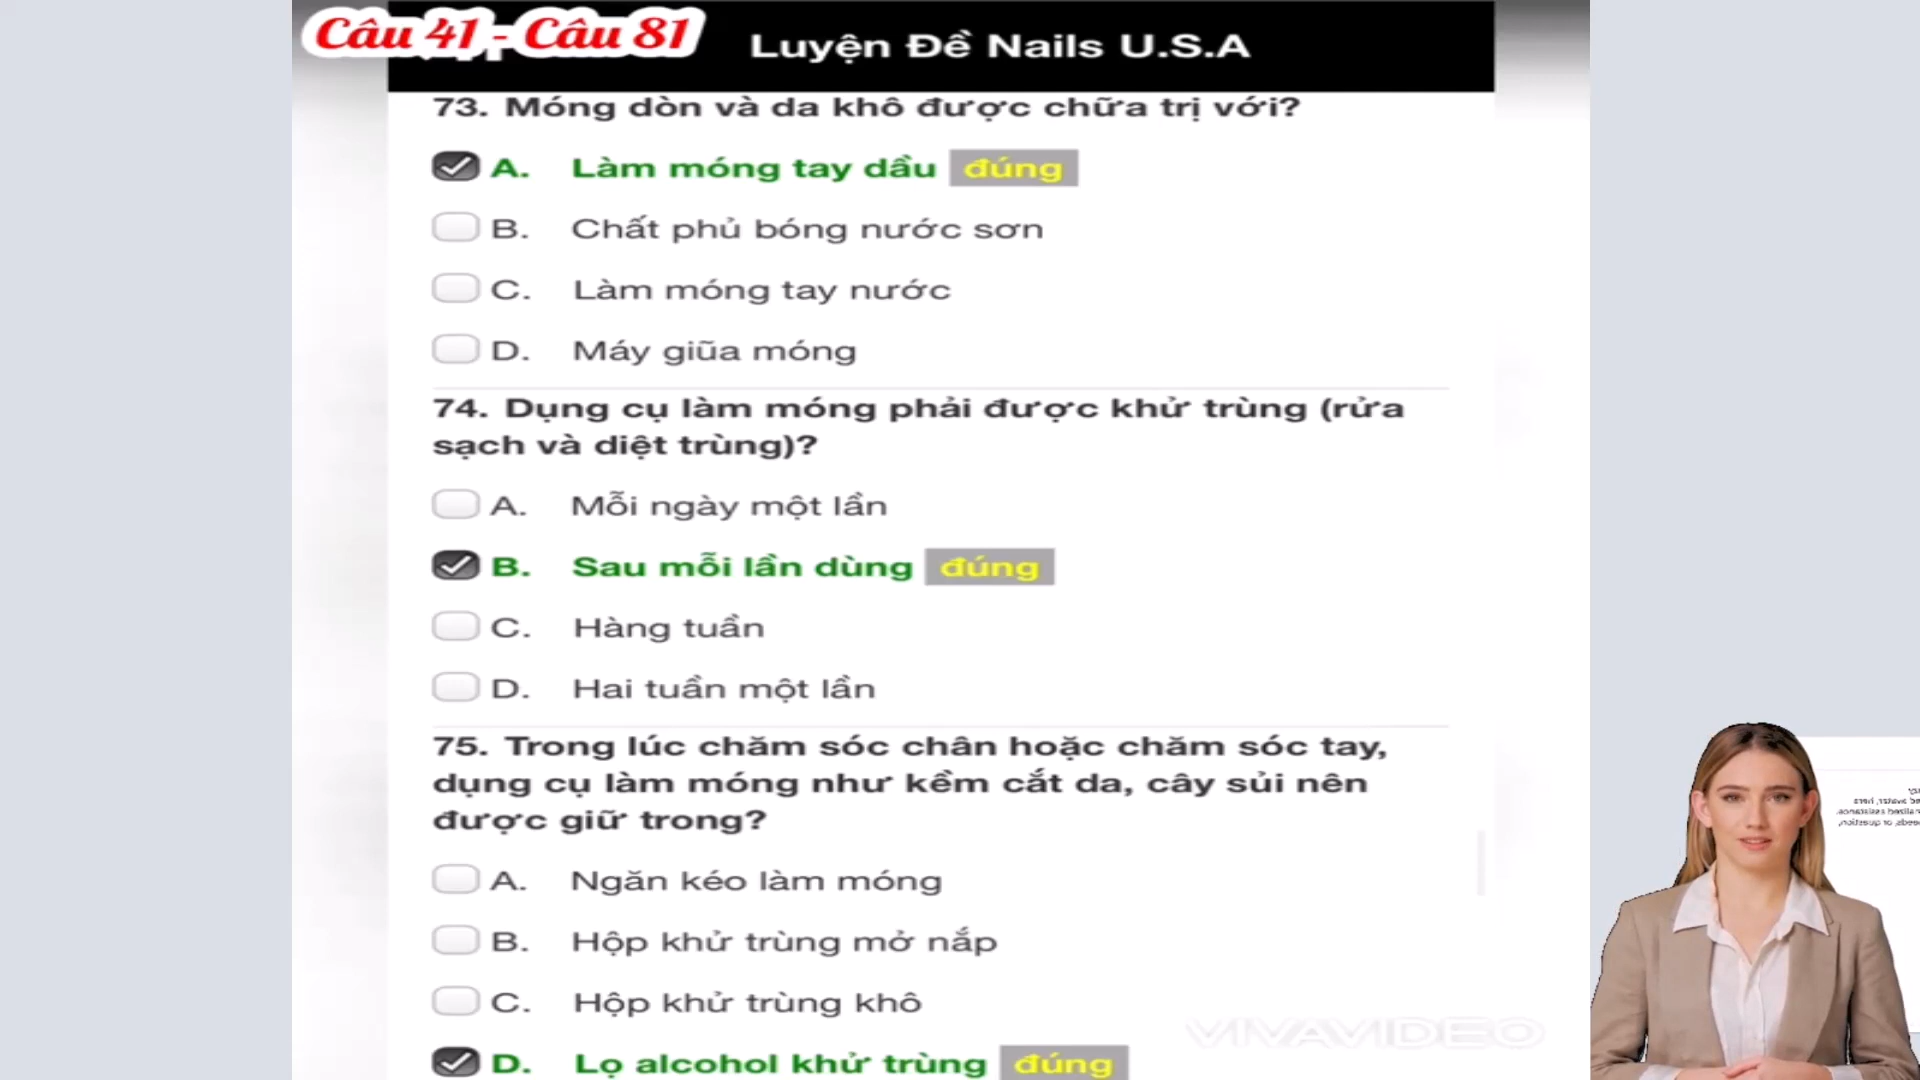 Câu 41 - Câu 81
Luyện Đề Nails U.S.A
73. Móng dòn và da khô được chữa trị với?
A. Làm móng tay dầu đúng
B. Chất phủ bóng nước sơn
C. Làm móng tay nước
D. Máy giũa móng
74. Dụng cụ làm móng phải được khử trùng (rửa
sạch và diệt trùng)?
A. Mỗi ngày một lần
B. Sau mỗi lần dùng đúng
C. Hàng tuần
D. Hai tuần một lần
75. Trong lúc chăm sóc chân hoặc chăm sóc tay,
dụng cụ làm móng như kềm cắt da, cây sủi nên
được giữ trong?
A. Ngăn kéo làm móng
B. Hộp khử trùng mở nắp
C. Hộp khử trùng khô
D. Lọ alcohol khử trùng đúng
VIVAVIDEO